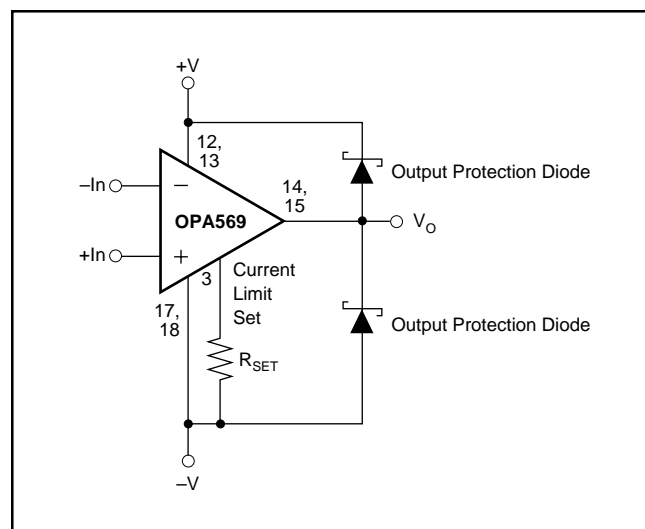 +V
12,
13
Output Protection Diode
–In
−
14,
15
OPA569
V_O
+In
+
3
Current
Limit
Set
17,
18
Output Protection Diode
R_SET
–V